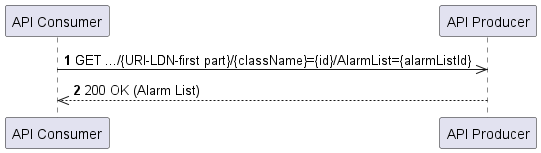 API Consumer API Producer
1 GET .../{URI-LDN-first part}/{className}={id}/AlarmList={alarmListId}
2 200 OK (Alarm List)
API Consumer API Producer